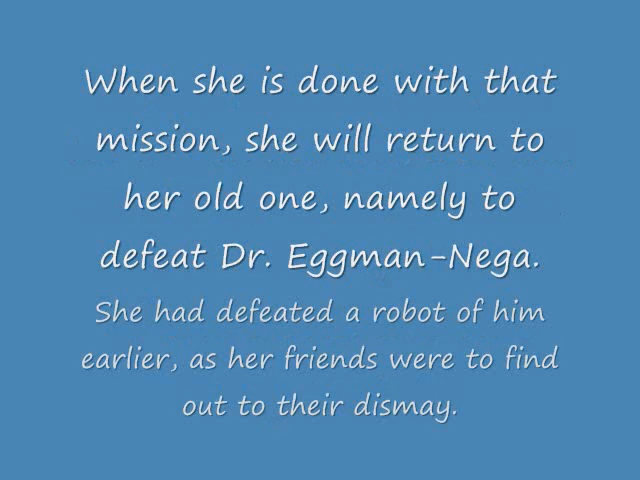 When she is done with that
mission, she will return to
her old one, namely to
defeat Dr. Eggman-Nega.
She had defeated a robot of him
earlier, as her friends were to find
out to their dismay.